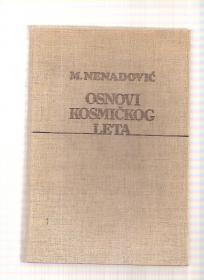 M. NENADOVIĆ
OSNOVI
KOSMIČKOG
LETA